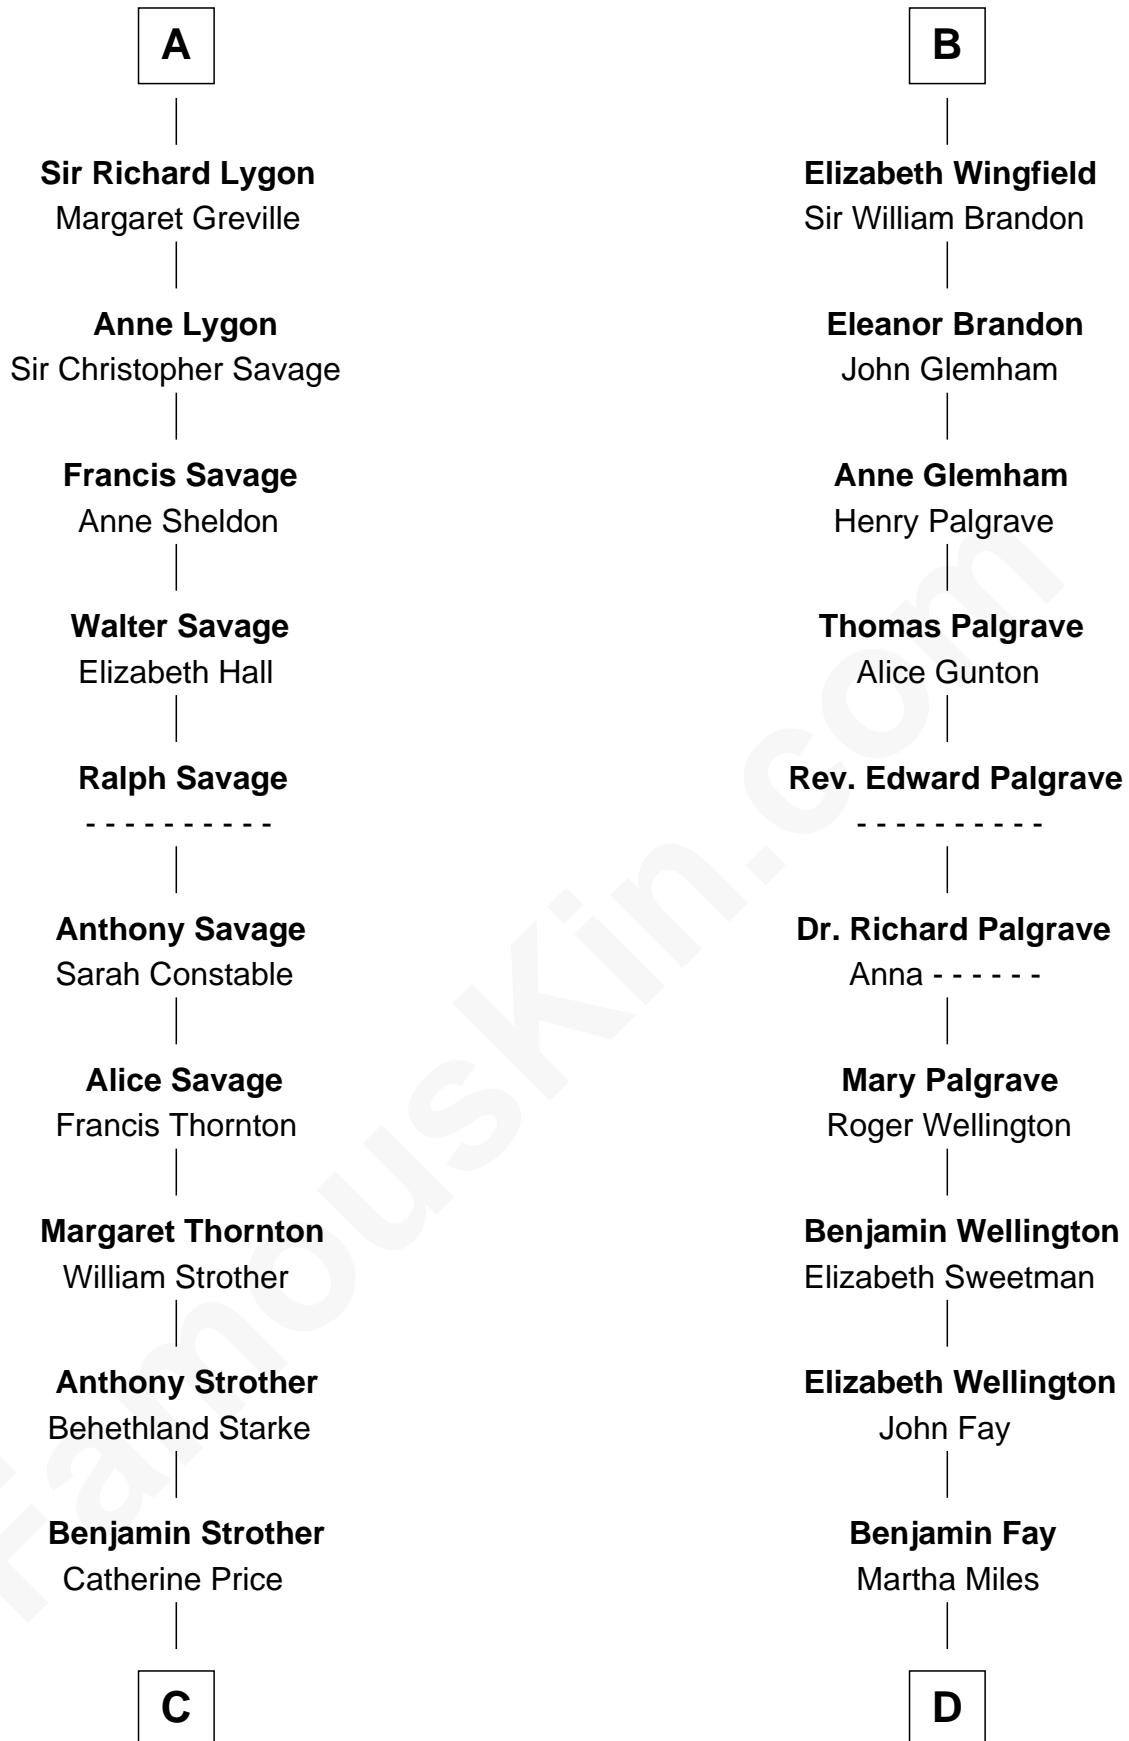 A
Sir Richard Lygon
Margaret Greville
Anne Lygon
Sir Christopher Savage
Francis Savage
Anne Sheldon
Walter Savage
Elizabeth Hall
Ralph Savage
- - - - - - - - - -
Anthony Savage
Sarah Constable
Alice Savage
Francis Thornton
Margaret Thornton
William Strother
Anthony Strother
Behethland Starke
Benjamin Strother
Catherine Price
C
B
Elizabeth Wingfield
Sir William Brandon
Eleanor Brandon
John Glemham
Anne Glemham
Henry Palgrave
Thomas Palgrave
Alice Gunton
Rev. Edward Palgrave
- - - - - - - - - -
Dr. Richard Palgrave
Anna - - - - - -
Mary Palgrave
Roger Wellington
Benjamin Wellington
Elizabeth Sweetman
Elizabeth Wellington
John Fay
Benjamin Fay
Martha Miles
D
FamousKin.com